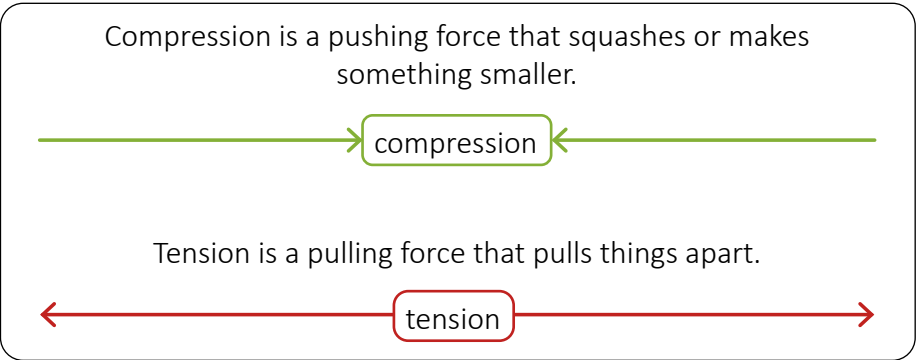 Compression is a pushing force that squashes or makes
something smaller.
compression
Tension is a pulling force that pulls things apart.
tension